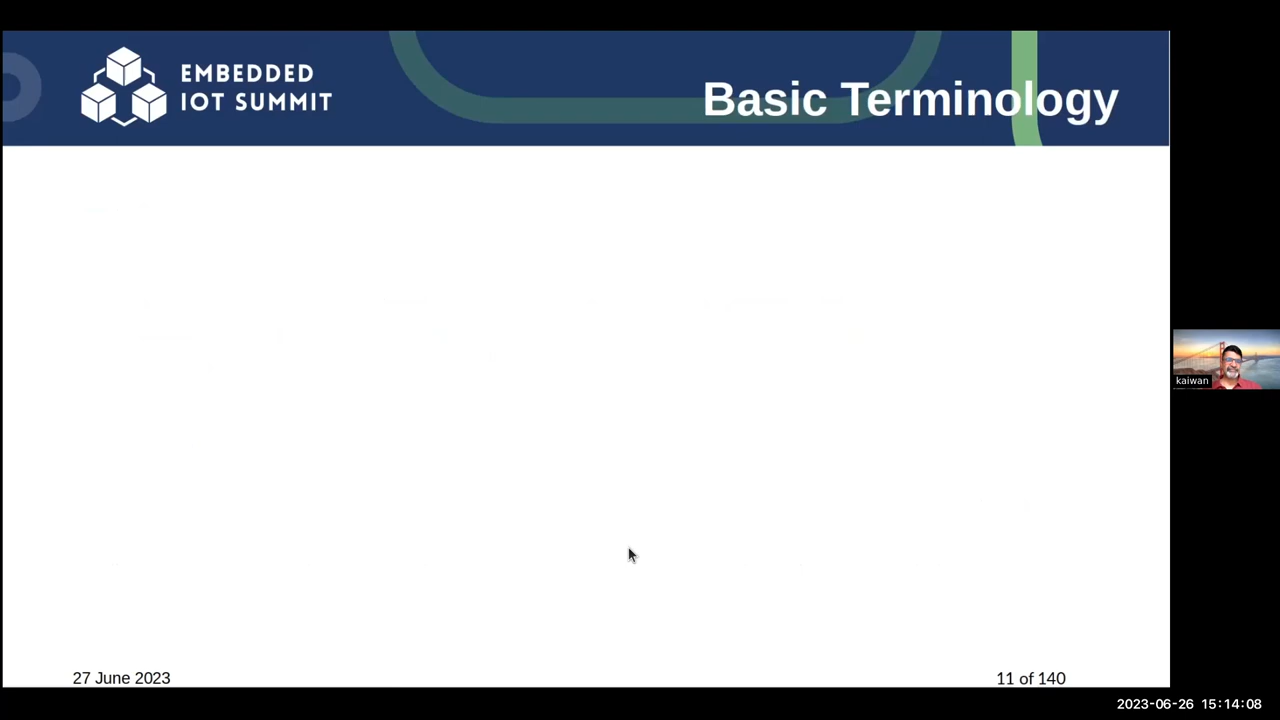 EMBEDDED
IOT SUMMIT
Basic Terminology
kaiwan
27 June 2023
11 of 140
2023-06-26 15:14:08